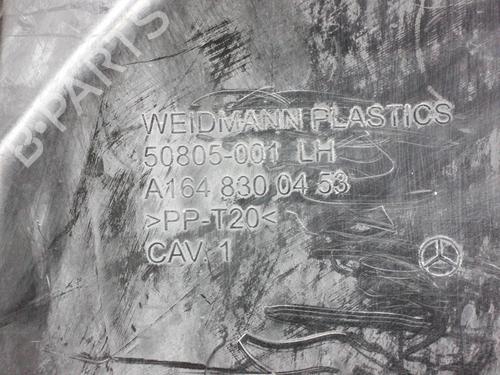 B-PARTS
WEIDMANN PLASTICS
50805-001 LH
A164 830 04 53
>PP-T20<
CAV. 1